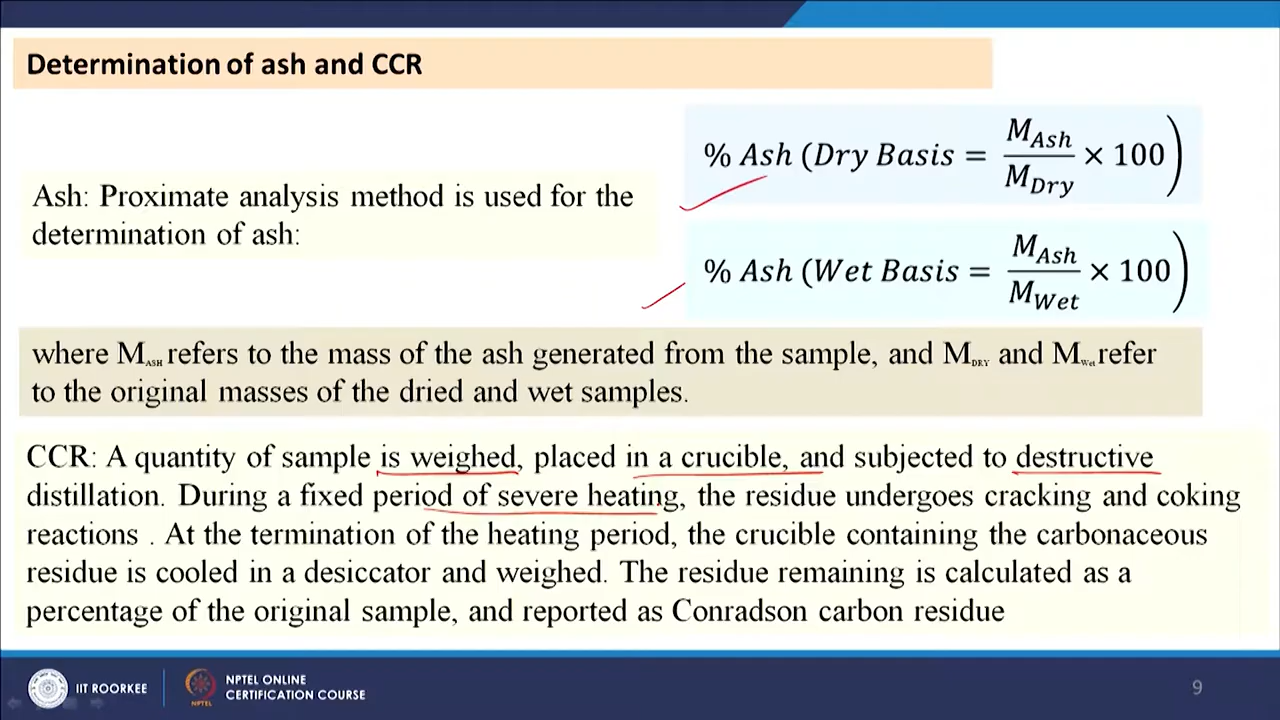 Determination of ash and CCR
% Ash (Dry Basis = M_Ash / M_Dry × 100)
Ash: Proximate analysis method is used for the
determination of ash:
% Ash (Wet Basis = M_Ash / M_Wet × 100)
where M_ASH refers to the mass of the ash generated from the sample, and M_DRY and M_Wet refer
to the original masses of the dried and wet samples.
CCR: A quantity of sample is weighed, placed in a crucible, and subjected to destructive
distillation. During a fixed period of severe heating, the residue undergoes cracking and coking
reactions . At the termination of the heating period, the crucible containing the carbonaceous
residue is cooled in a desiccator and weighed. The residue remaining is calculated as a
percentage of the original sample, and reported as Conradson carbon residue
IIT ROORKEE
NPTEL
NPTEL ONLINE
CERTIFICATION COURSE
9